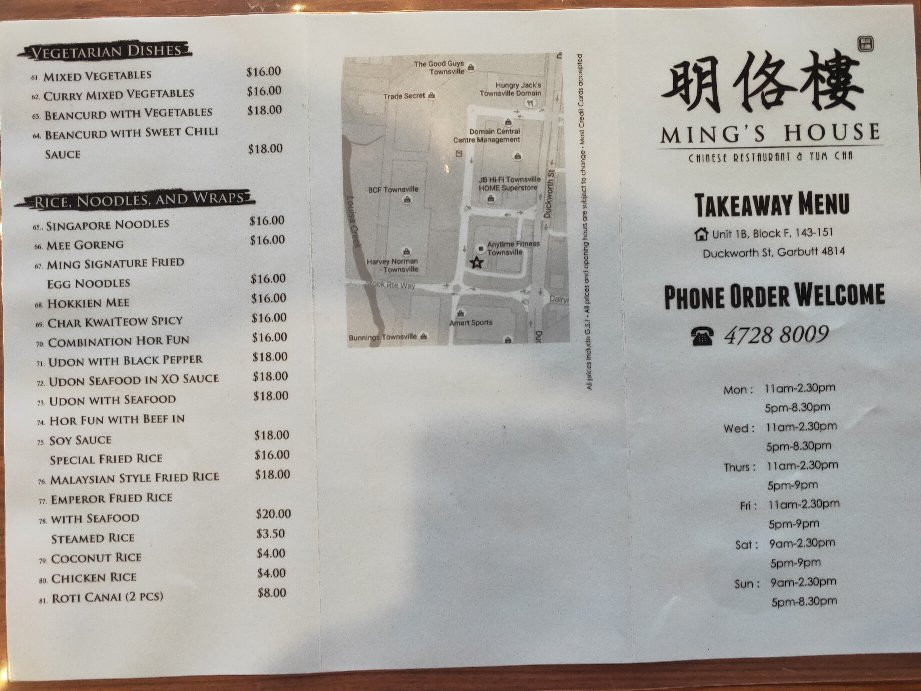 VEGETARIAN DISHES
61. MIXED VEGETABLES $16.00
62. CURRY MIXED VEGETABLES $16.00
63. BEANCURD WITH VEGETABLES $18.00
64. BEANCURD WITH SWEET CHILI
SAUCE $18.00
RICE, NOODLES, AND WRAPS
65. SINGAPORE NOODLES $16.00
66. MEE GORENG $16.00
67. MING SIGNATURE FRIED
EGG NOODLES $16.00
68. HOKKIEN MEE $16.00
69. CHAR KWAITEOW SPICY $16.00
70. COMBINATION HOR FUN $16.00
71. UDON WITH BLACK PEPPER $18.00
72. UDON SEAFOOD IN XO SAUCE $18.00
73. UDON WITH SEAFOOD $18.00
74. HOR FUN WITH BEEF IN
75. SOY SAUCE $18.00
SPECIAL FRIED RICE $16.00
76. MALAYSIAN STYLE FRIED RICE $18.00
77. EMPEROR FRIED RICE
78. WITH SEAFOOD $20.00
STEAMED RICE $3.50
79. COCONUT RICE $4.00
80. CHICKEN RICE $4.00
81. ROTI CANAI (2 PCS) $8.00
The Good Guys
Townsville
Trade Secret
Hungry Jack's
Townsville Domain
Domain Central
Centre Management
JB Hi-Fi Townsville
HOME Superstore
BCF Townsville
Duckworth St
Louisa Creek
Anytime Fitness
Townsville
Harvey Norman
Townsville
Rte Way
Dalry
Amart Sports
Bunnings Townsville
Du
All prices includes G.S.T - All prices and opening hours are subject to change - Most Credit Cards accepted
明佲樓
MING'S HOUSE
CHINESE RESTAURANT & YUM CHA
TAKEAWAY MENU
Unit 1B, Block F, 143-151
Duckworth St, Garbutt 4814
PHONE ORDER WELCOME
4728 8009
Mon : 11am-2.30pm
5pm-8.30pm
Wed : 11am-2.30pm
5pm-8.30pm
Thurs : 11am-2.30pm
5pm-9pm
Fri : 11am-2.30pm
5pm-9pm
Sat : 9am-2.30pm
5pm-9pm
Sun : 9am-2.30pm
5pm-8.30pm